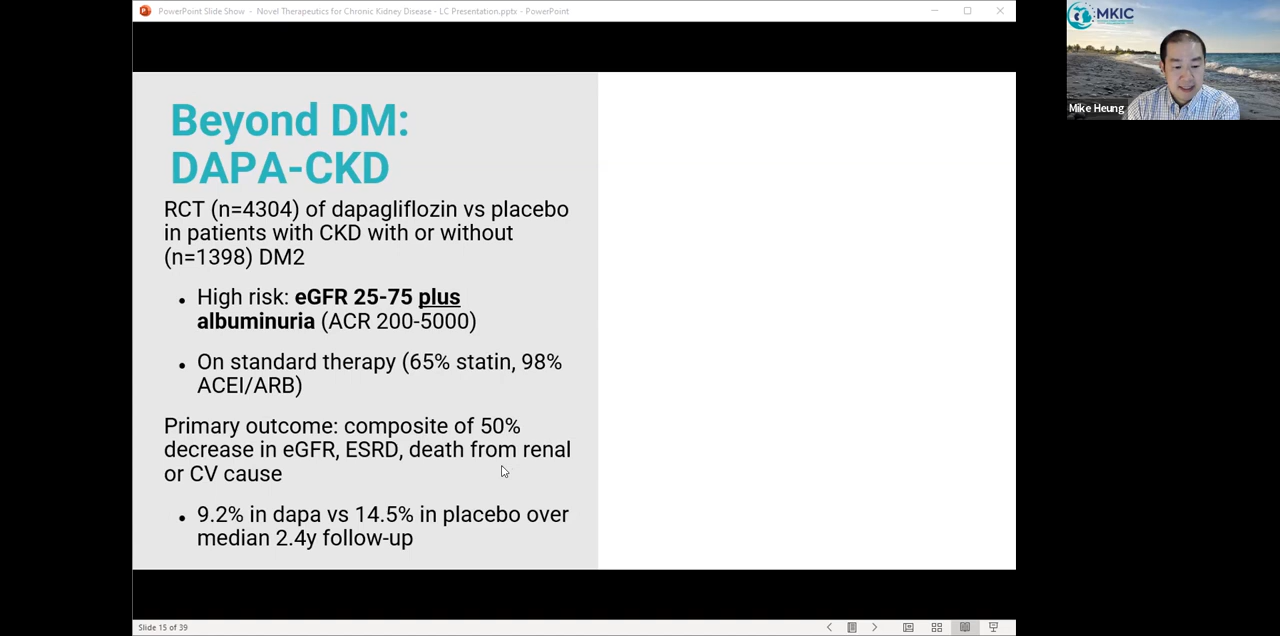 PowerPoint Slide Show - Novel Therapeutics for Chronic Kidney Disease - LC Presentation.pptx - PowerPoint
MKIC
Mike Heung
Beyond DM:
DAPA-CKD
RCT (n=4304) of dapagliflozin vs placebo
in patients with CKD with or without
(n=1398) DM2
• High risk: eGFR 25-75 plus
albuminuria (ACR 200-5000)
• On standard therapy (65% statin, 98%
ACEI/ARB)
Primary outcome: composite of 50%
decrease in eGFR, ESRD, death from renal
or CV cause
• 9.2% in dapa vs 14.5% in placebo over
median 2.4y follow-up
Slide 15 of 39